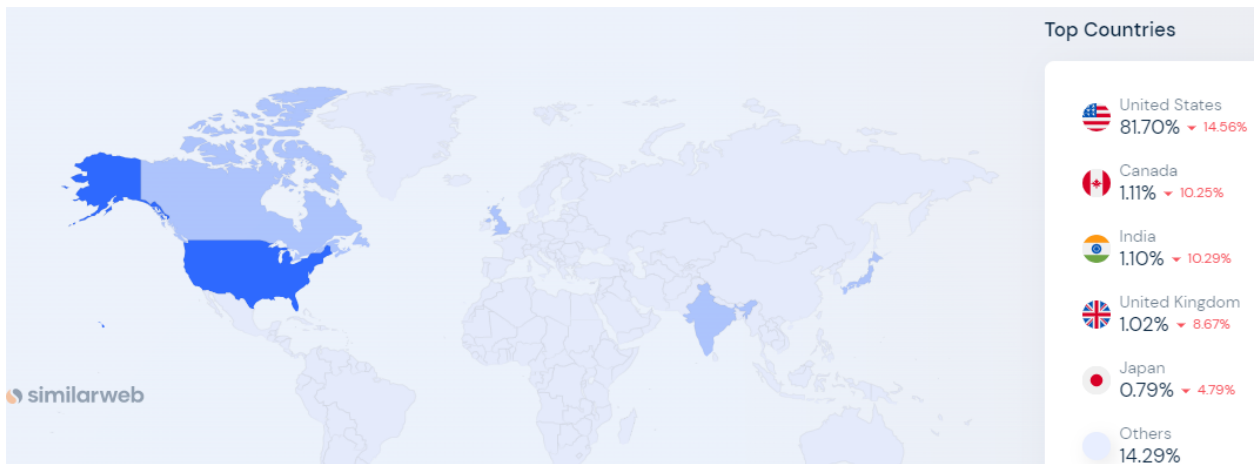 Top Countries
United States
81.70% 14.56%
Canada
1.11% 10.25%
India
1.10% 10.29%
United Kingdom
1.02% 8.67%
Japan
0.79% 4.79%
similarweb
Others
14.29%